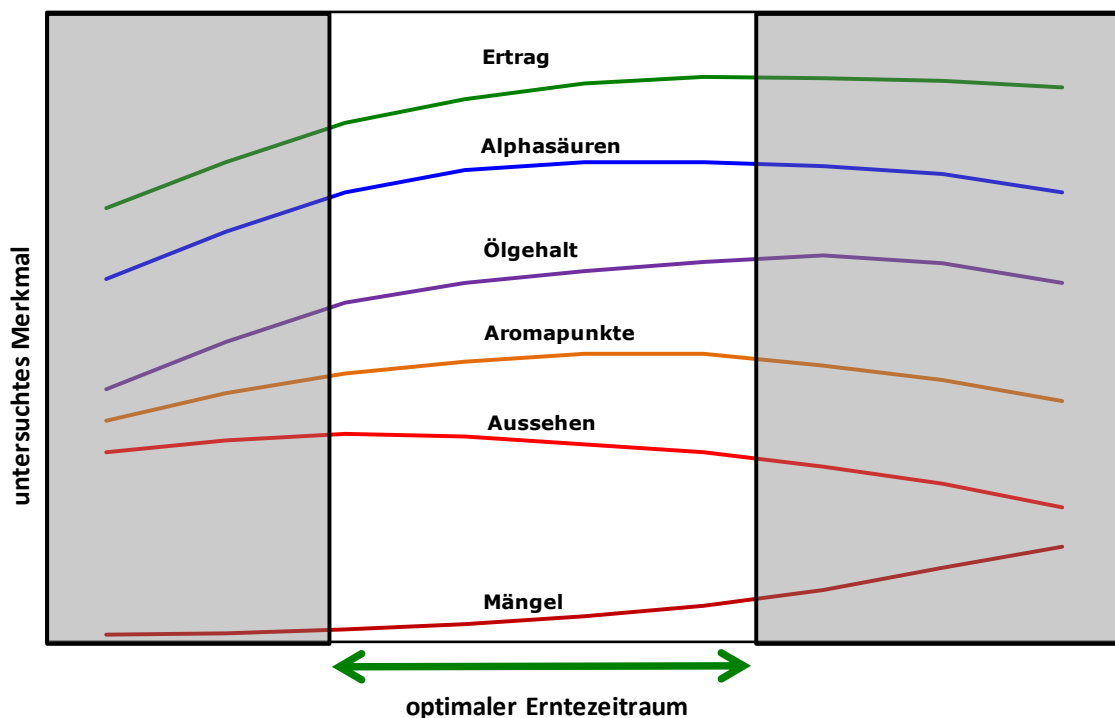 Ertrag
Alphasäuren
Ölgehalt
Aromapunkte
Aussehen
Mängel
untersuchtes Merkmal
optimaler Erntezeitraum